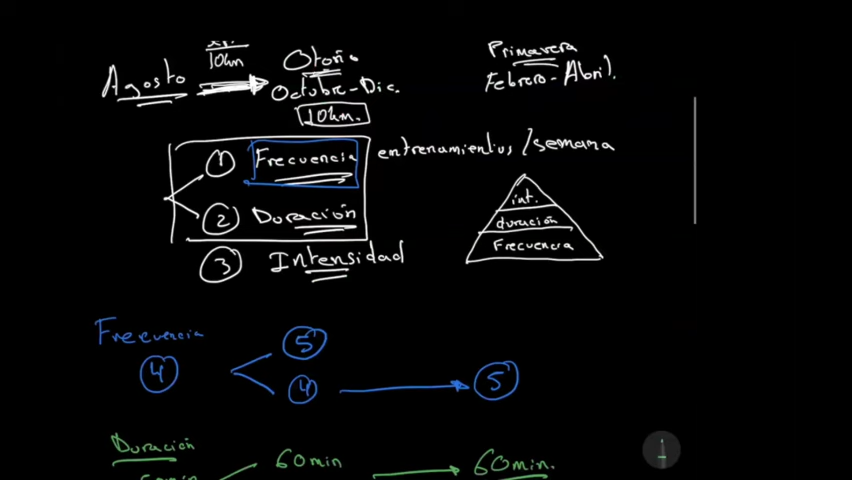 10km
Agosto
Otoño
Octubre-Dic.
10km.
Primavera
Febrero-Abril.
1 Frecuencia entrenamientos/semana
2 Duración
3 Intensidad
int.
duración
Frecuencia
Frecuencia
4
5
4
5
Duración
60min
60min.